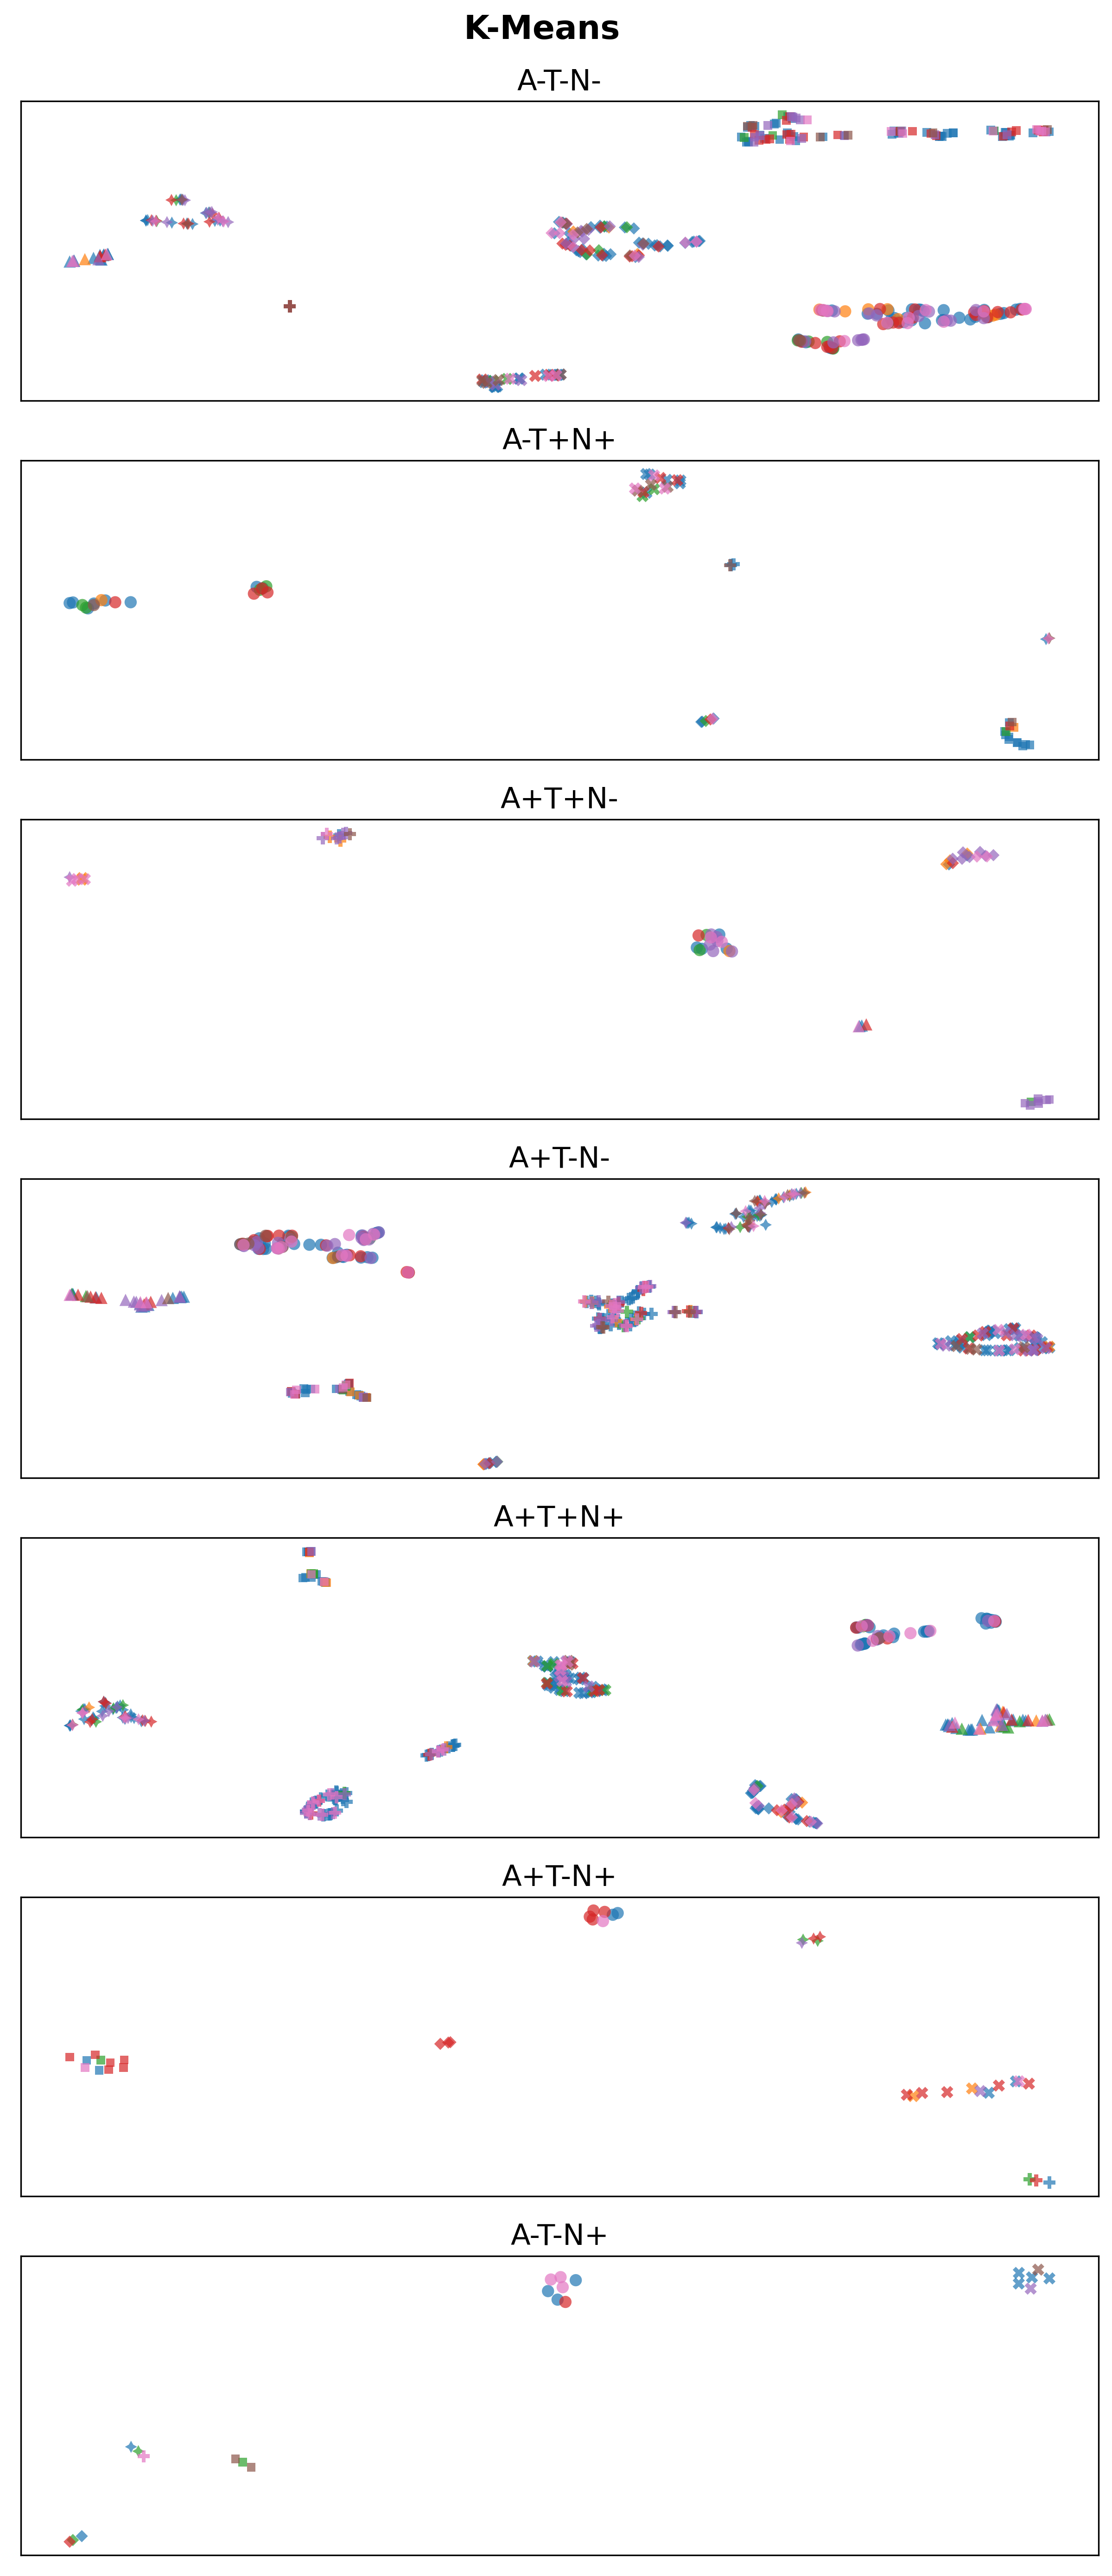 K-Means
A-T-N-
A-T+N+
A+T+N-
A+T-N-
A+T+N+
A+T-N+
A-T-N+